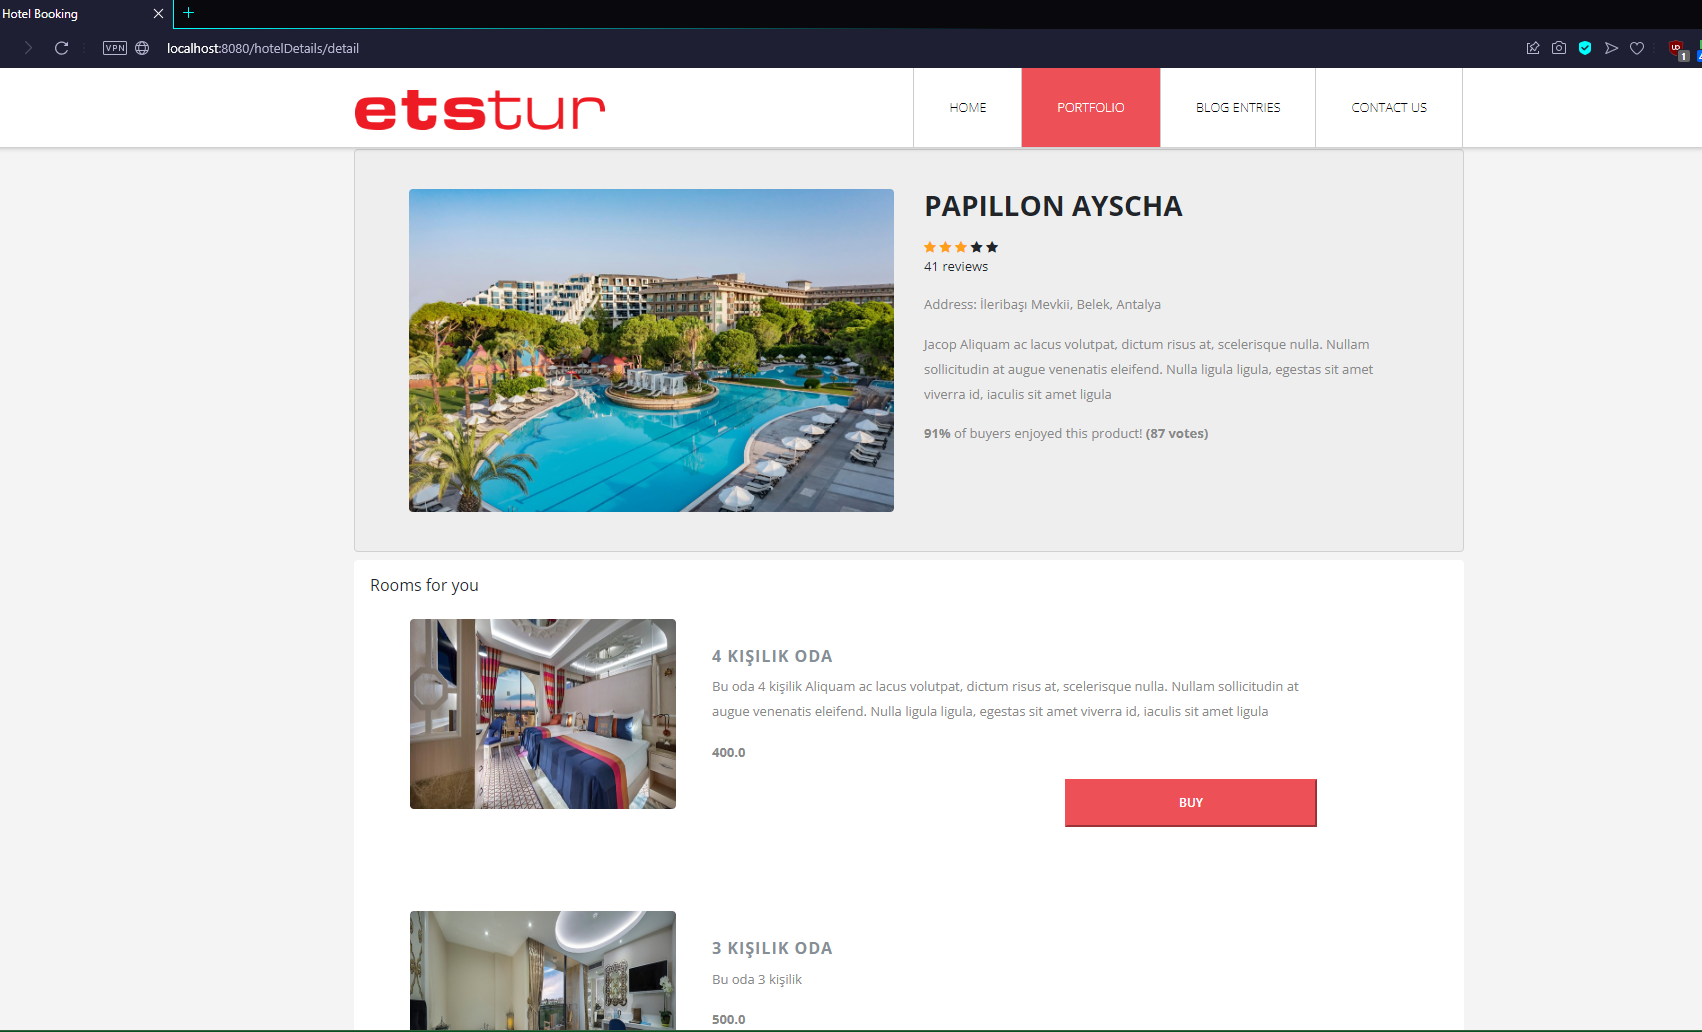 Hotel Booking
VPN
localhost:8080/hotelDetails/detail
1
etstur
HOME
PORTFOLIO
BLOG ENTRIES
CONTACT US
PAPILLON AYSCHA
41 reviews
Address: İleribaşı Mevkii, Belek, Antalya
Jacop Aliquam ac lacus volutpat, dictum risus at, scelerisque nulla. Nullam
sollicitudin at augue venenatis eleifend. Nulla ligula ligula, egestas sit amet
viverra id, iaculis sit amet ligula
91% of buyers enjoyed this product! (87 votes)
Rooms for you
4 KIŞILIK ODA
Bu oda 4 kişilik Aliquam ac lacus volutpat, dictum risus at, scelerisque nulla. Nullam sollicitudin at
augue venenatis eleifend. Nulla ligula ligula, egestas sit amet viverra id, iaculis sit amet ligula
400.0
BUY
3 KIŞILIK ODA
Bu oda 3 kişilik
500.0